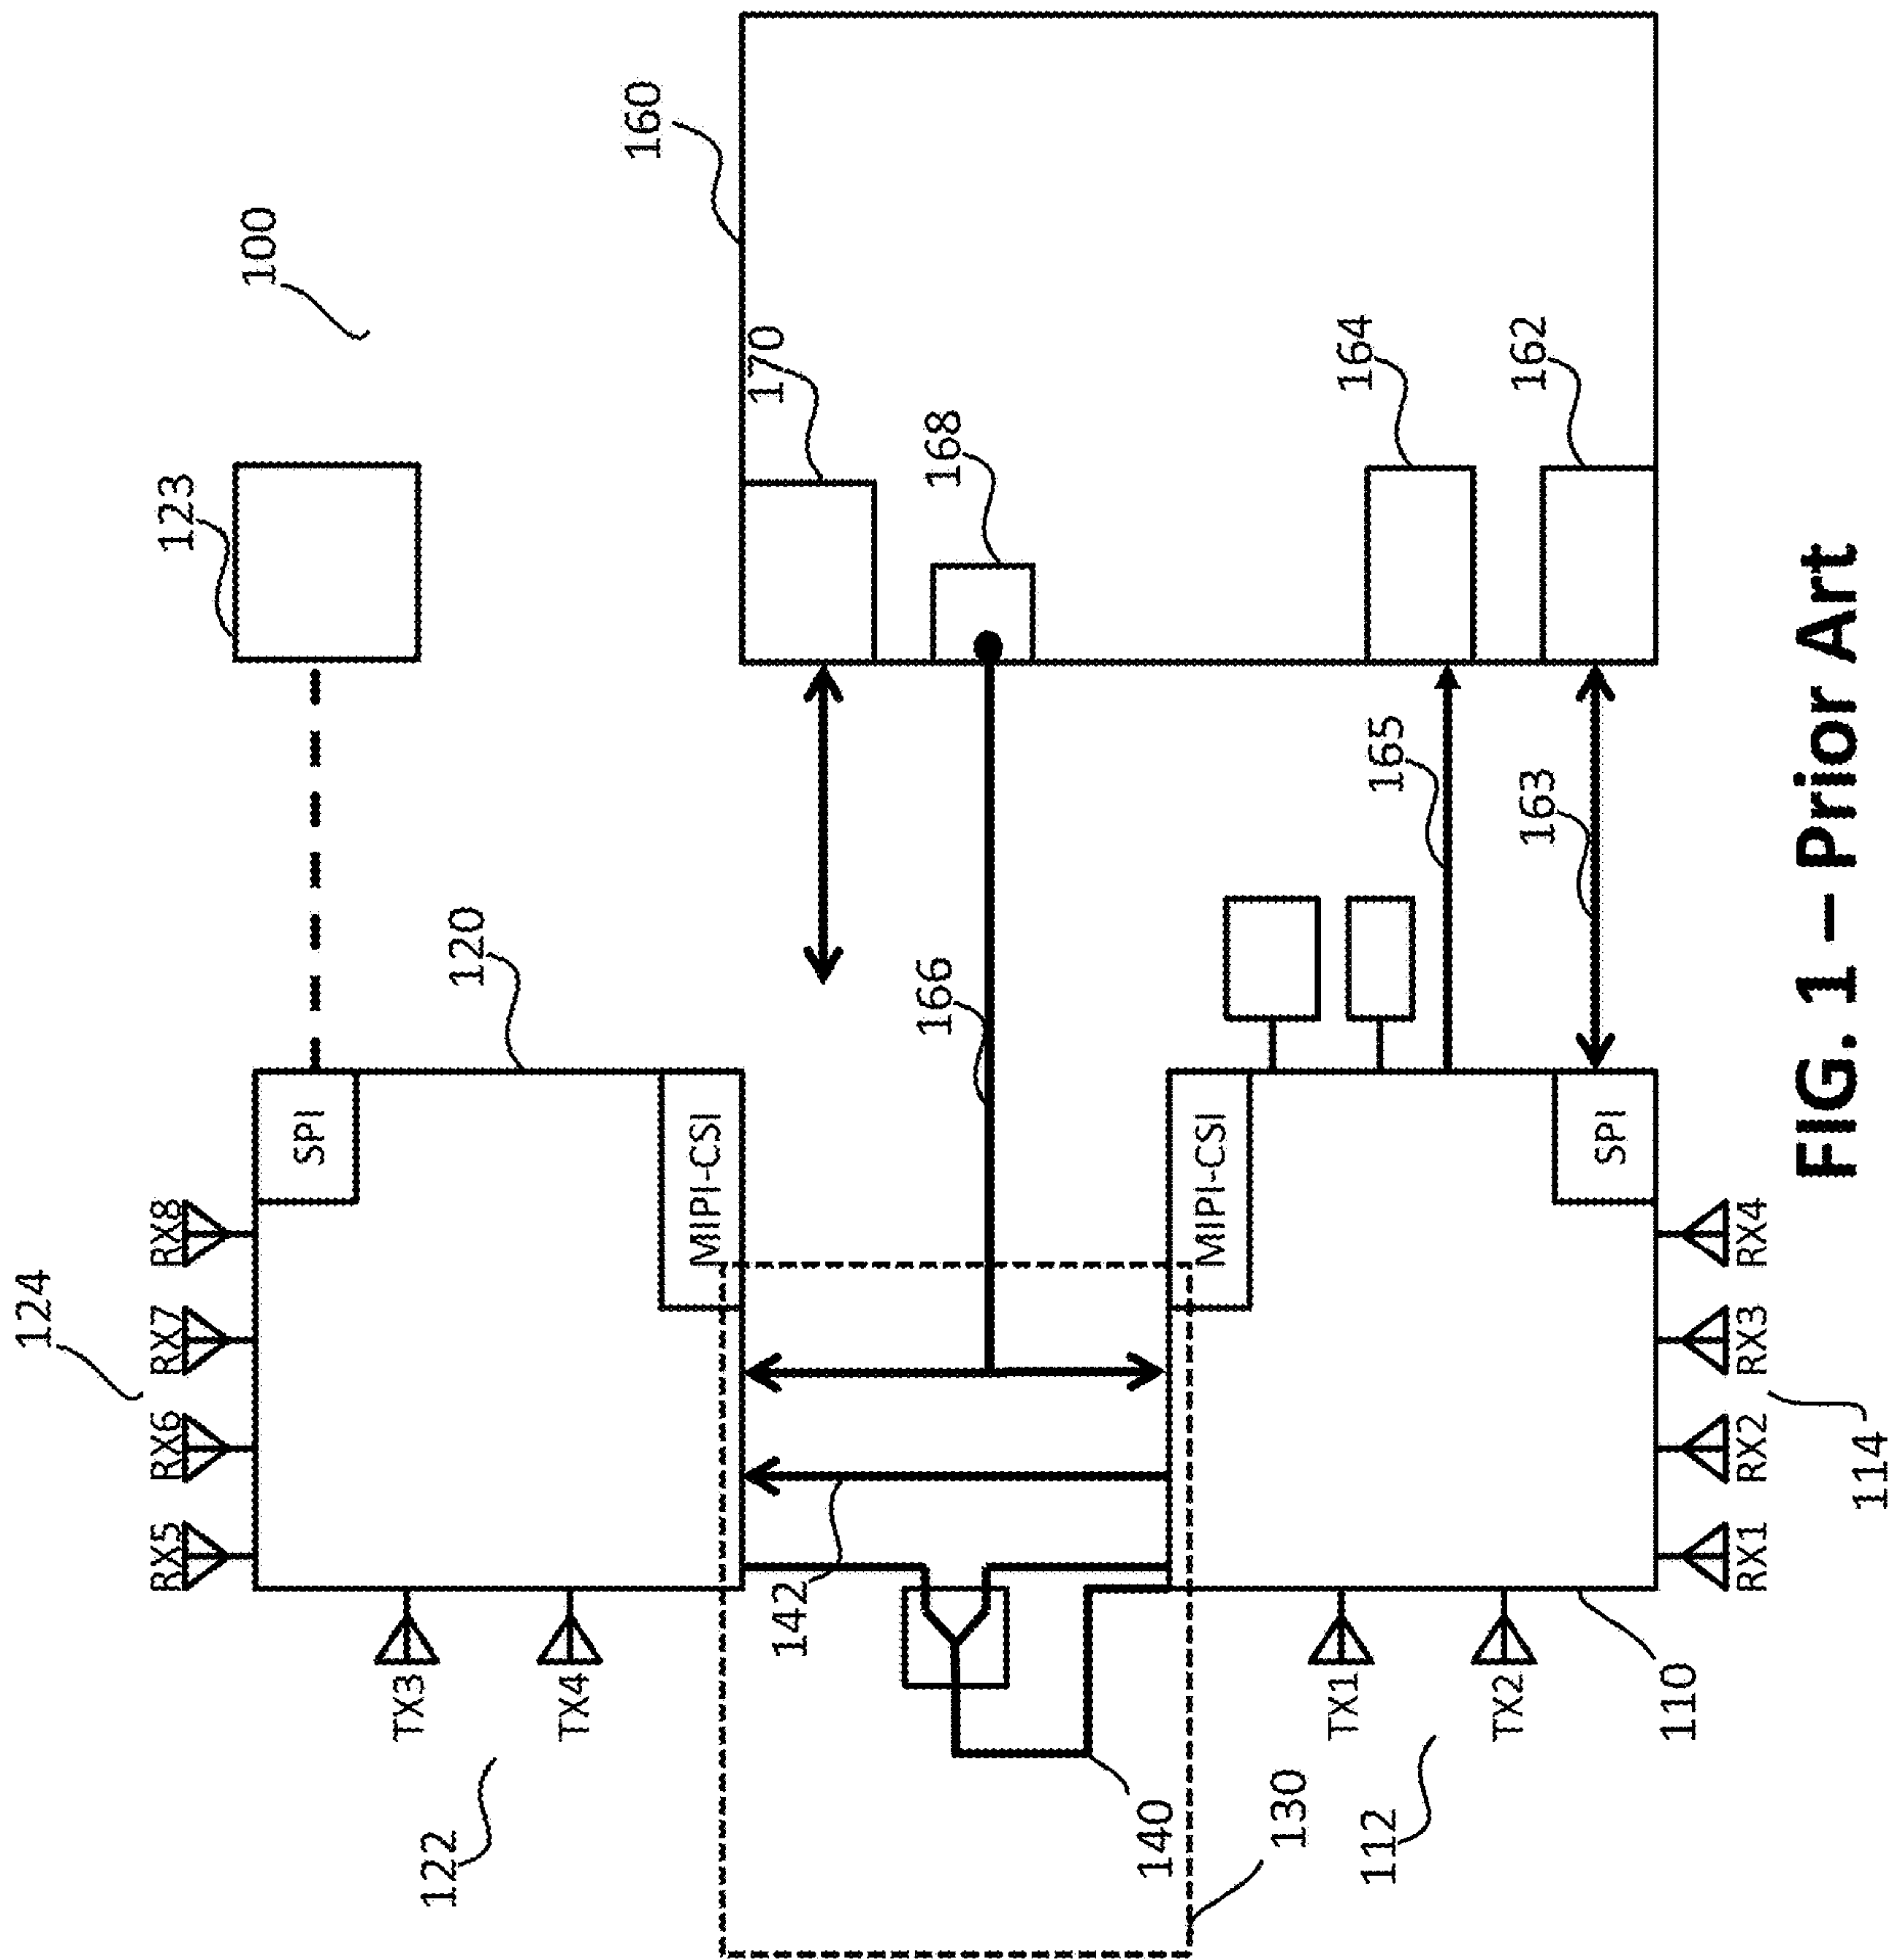 124
RX5
RX6
RX7
RX8
123
100
TX3
TX4
122
SPI
120
MIPI-CSI
160
170
168
142
166
140
130
MIPI-CSI
164
165
162
163
TX1
TX2
112
110
SPI
RX1
RX2
RX3
RX4
114
FIG. 1 – Prior Art